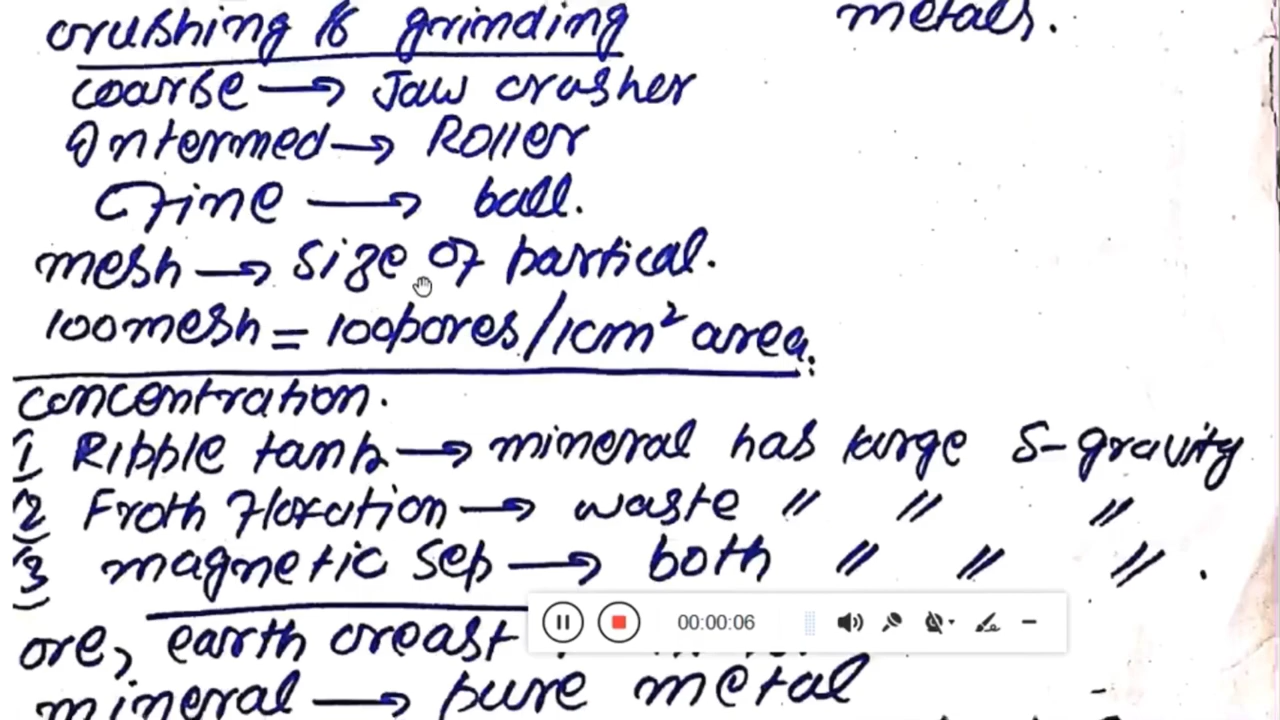 crushing & grinding
metals.
coarse → Jaw crusher
Intermed → Roller
Fine → ball.
mesh → Size of partical.
100mesh = 100pores/1cm² area.
concentration.
1 Ripple tank → mineral has large S-gravity
2 Froth Flotation → waste " " "
3 magnetic sep → both " " ".
00:00:06
ore, earth creast
mineral → pure metal